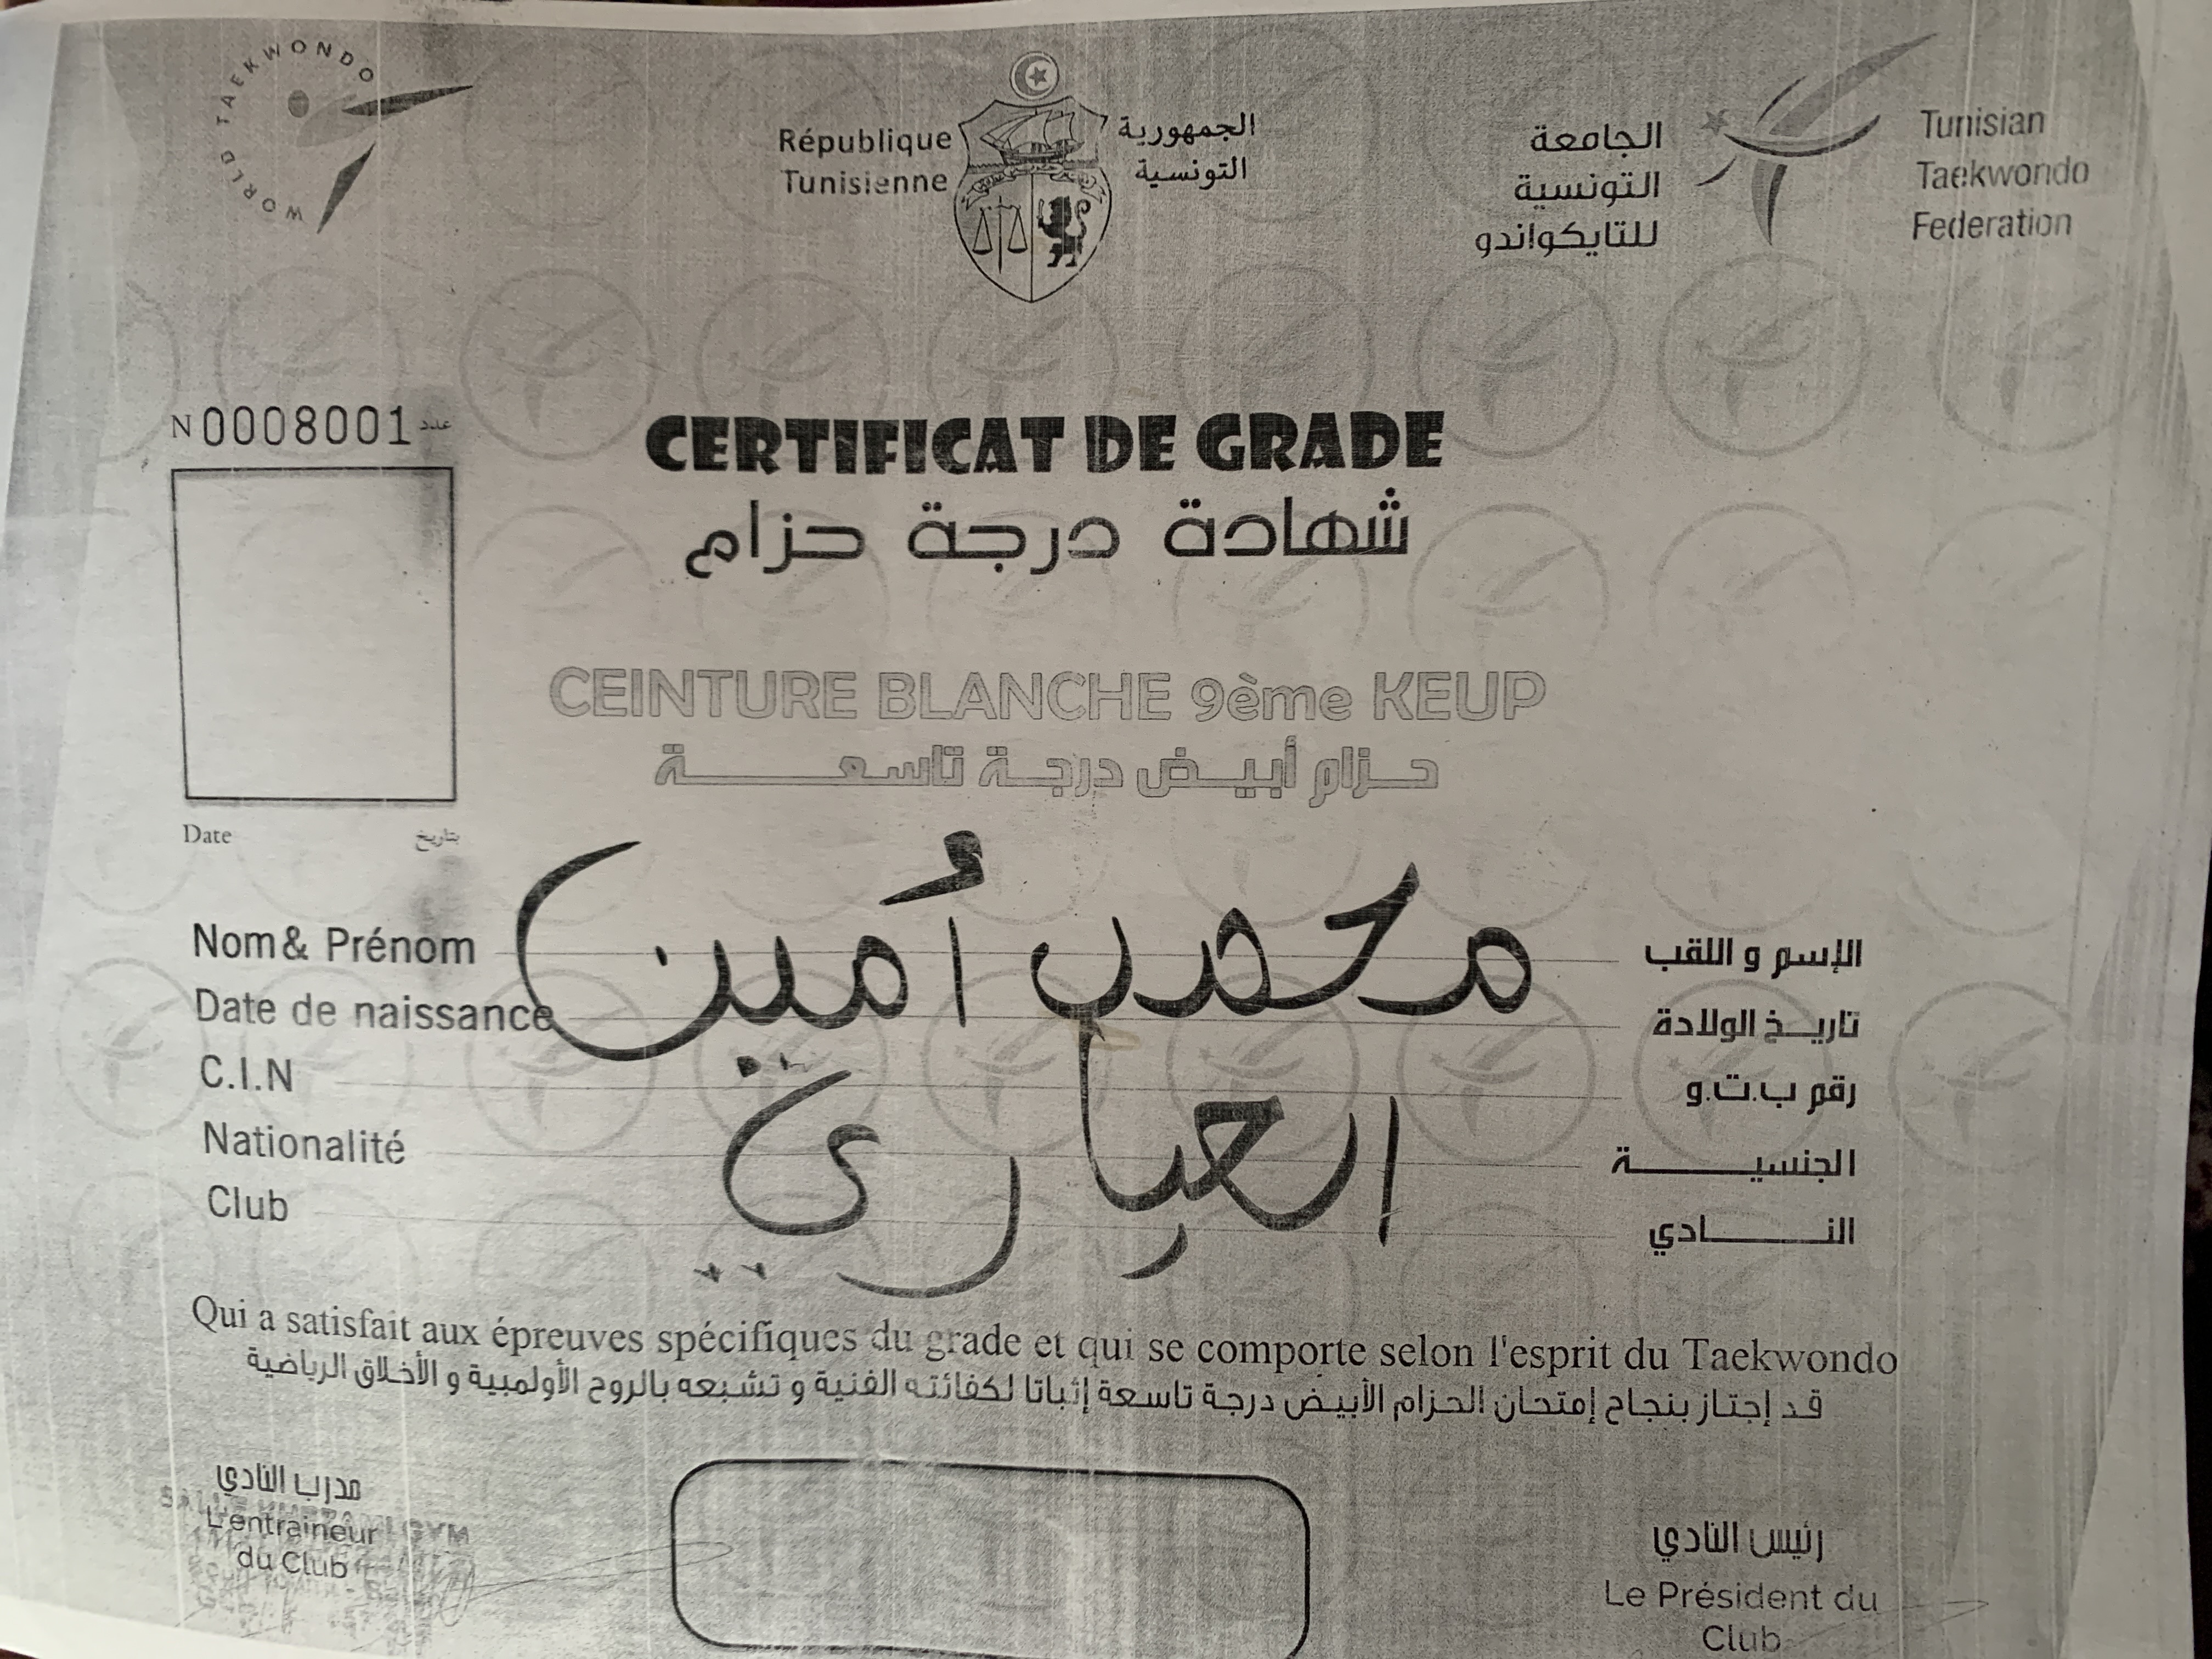 WORLD TAEKWONDO
République
Tunisienne
الجمهورية
التونسية
الجامعة
التونسية
للتايكواندو
Tunisian
Taekwondo
Federation
N 0008001 عدد
CERTIFICAT DE GRADE
شهادة درجة حزام
CEINTURE BLANCHE 9ème KEUP
حزام أبيض درجة تاسعة
Date بتاريخ
Nom& Prénom محمد أمين الإسم و اللقب
Date de naissance تاريخ الولادة
العياري
C.I.N رقم ب.ت.و
Nationalité الجنسية
Club النادي
Qui a satisfait aux épreuves spécifiques du grade et qui se comporte selon l'esprit du Taekwondo
قد إجتاز بنجاح إمتحان الحزام الأبيض درجة تاسعة إثباتا لكفائته الفنية و تشبعه بالروح الأولمبية و الأخلاق الرياضية
مدرب النادي
L'entraineur
du Club
رئيس النادي
Le Président du
Club